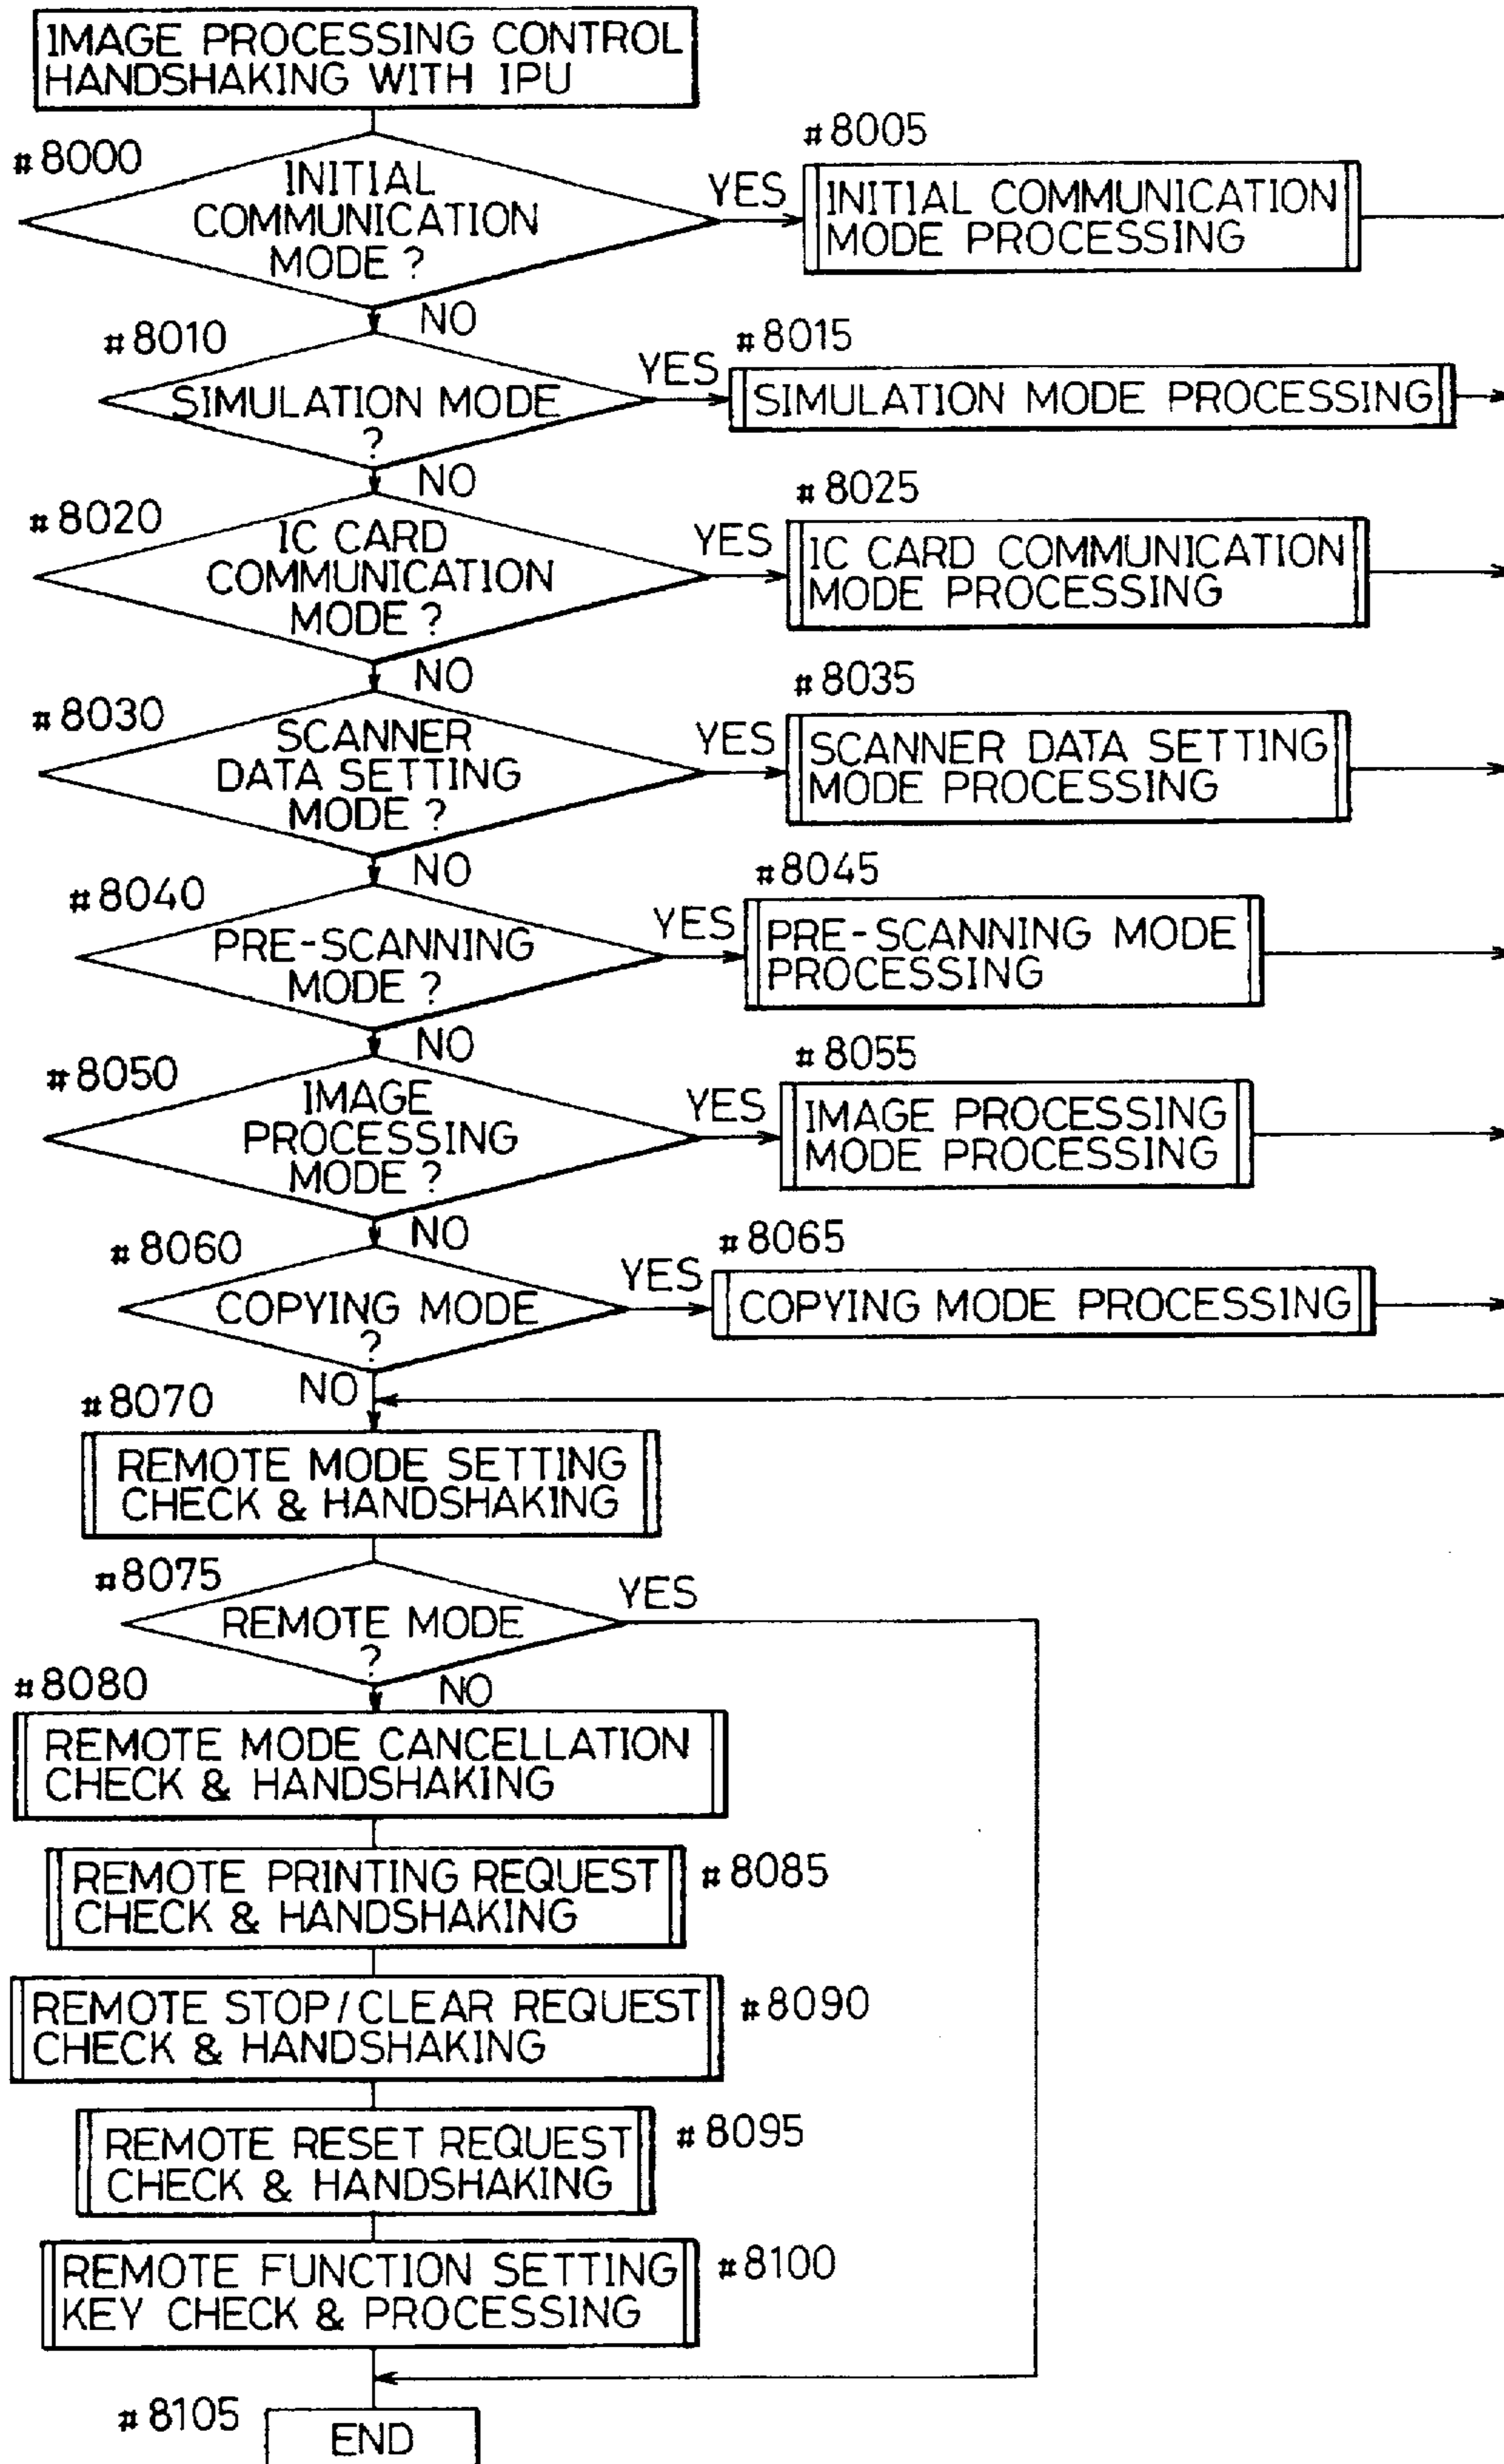 IMAGE PROCESSING CONTROL
HANDSHAKING WITH IPU
#8000
INITIAL
COMMUNICATION
MODE ?
YES
#8005
INITIAL COMMUNICATION
MODE PROCESSING
NO
#8010
SIMULATION MODE
?
YES
#8015
SIMULATION MODE PROCESSING
NO
#8020
IC CARD
COMMUNICATION
MODE ?
YES
#8025
IC CARD COMMUNICATION
MODE PROCESSING
NO
#8030
SCANNER
DATA SETTING
MODE ?
YES
#8035
SCANNER DATA SETTING
MODE PROCESSING
NO
#8040
PRE-SCANNING
MODE ?
YES
#8045
PRE-SCANNING MODE
PROCESSING
NO
#8050
IMAGE
PROCESSING
MODE ?
YES
#8055
IMAGE PROCESSING
MODE PROCESSING
NO
#8060
COPYING MODE
?
YES
#8065
COPYING MODE PROCESSING
NO
#8070
REMOTE MODE SETTING
CHECK & HANDSHAKING
#8075
REMOTE MODE
?
YES
NO
#8080
REMOTE MODE CANCELLATION
CHECK & HANDSHAKING
REMOTE PRINTING REQUEST
CHECK & HANDSHAKING
#8085
REMOTE STOP/CLEAR REQUEST
CHECK & HANDSHAKING
#8090
REMOTE RESET REQUEST
CHECK & HANDSHAKING
#8095
REMOTE FUNCTION SETTING
KEY CHECK & PROCESSING
#8100
#8105
END